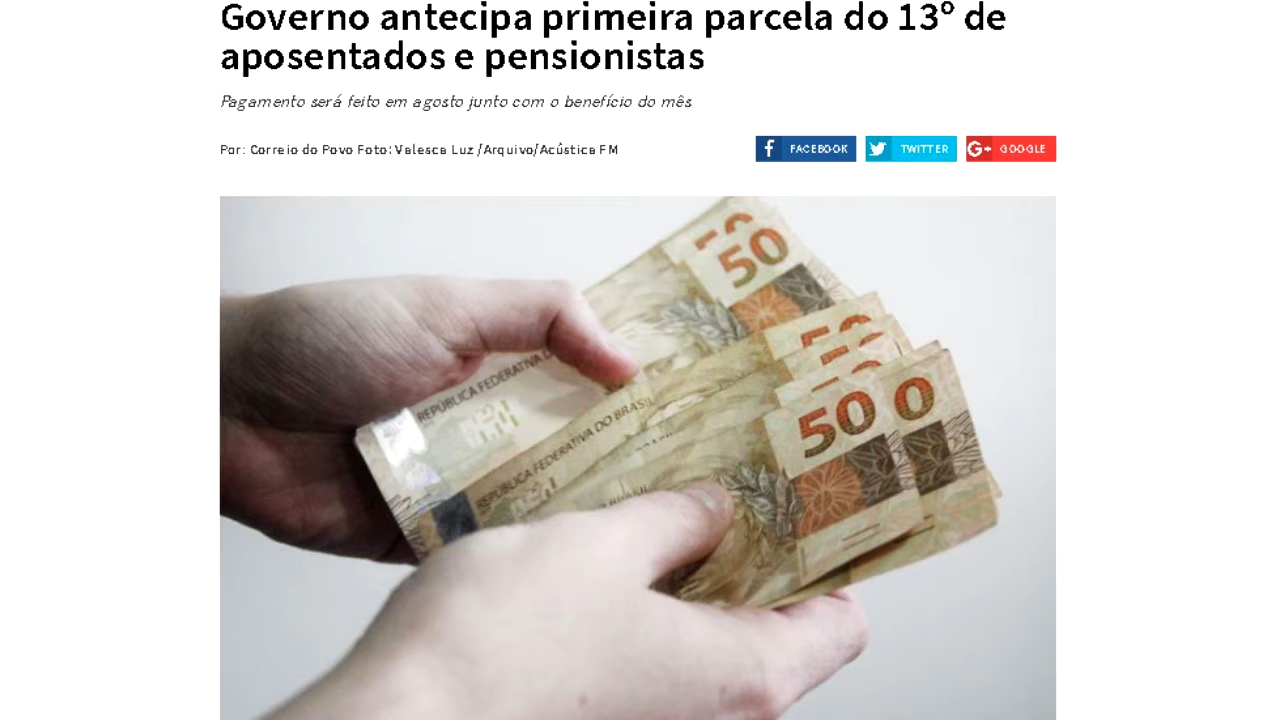 Governo antecipa primeira parcela do 13º de
aposentados e pensionistas
Pagamento será feito em agosto junto com o benefício do mês
Por: Correio do Povo Foto: Valesca Luz /Arquivo/Acústica FM
FACEBOOK
TWITTER
G+ GOOGLE
50
50
50
REPÚBLICA FEDERATIVA D
REPÚBLICA FEDERATIVA DO BRASIL
50
0
BRASIL